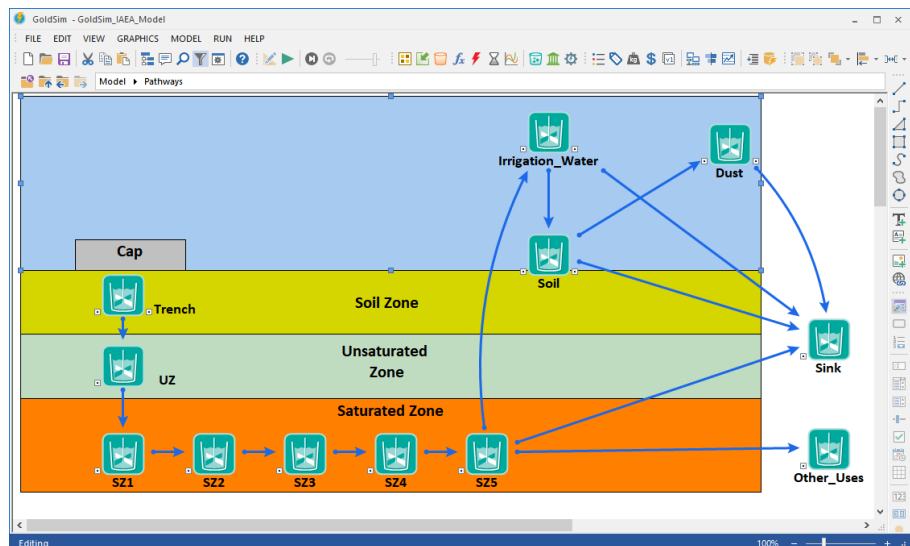 GoldSim - GoldSim_IAEA_Model
FILE EDIT VIEW GRAPHICS MODEL RUN HELP
Model Pathways
Irrigation_Water
Dust
Cap
Soil
Trench
Soil Zone
Unsaturated
Zone
UZ
Sink
Saturated Zone
SZ1 SZ2 SZ3 SZ4 SZ5
Other_Uses
Editing
100%